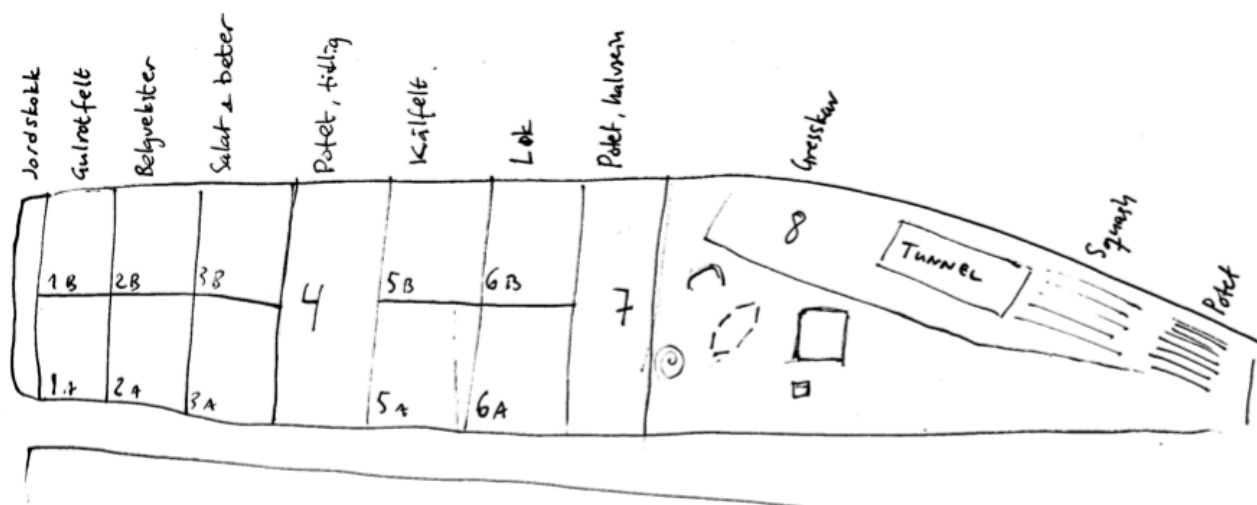 Jordskokk
Gulrotfelt
Belgvekster
Salat & beter
Potet, tidlig
Kålfelt.
Løk
Potet, halvsein
Gresskar
Squash
Potet
1B
2B
3B
4
5B
6B
7
8
TUNNEL
1A
2A
3A
5A
6A